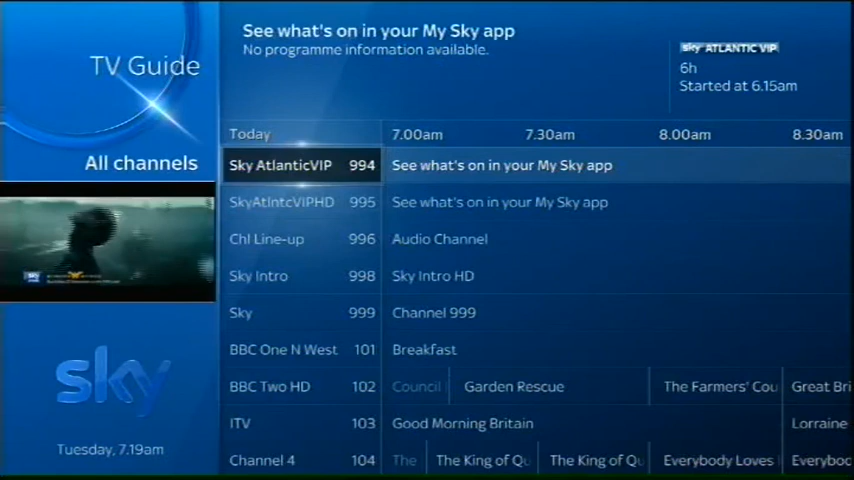 TV Guide
All channels
See what's on in your My Sky app
No programme information available.
sky ATLANTIC VIP
6h
Started at 6.15am
Today 7.00am 7.30am 8.00am 8.30am
Sky AtlanticVIP 994 See what's on in your My Sky app
SkyAtlntcVIPHD 995 See what's on in your My Sky app
Chl Line-up 996 Audio Channel
Sky Intro 998 Sky Intro HD
Sky 999 Channel 999
BBC One N West 101 Breakfast
BBC Two HD 102 Council Garden Rescue The Farmers' Cou Great Bri
ITV 103 Good Morning Britain Lorraine
Channel 4 104 The The King of Qu The King of Qu Everybody Loves Everyboc
sky
sky
Tuesday, 7.19am